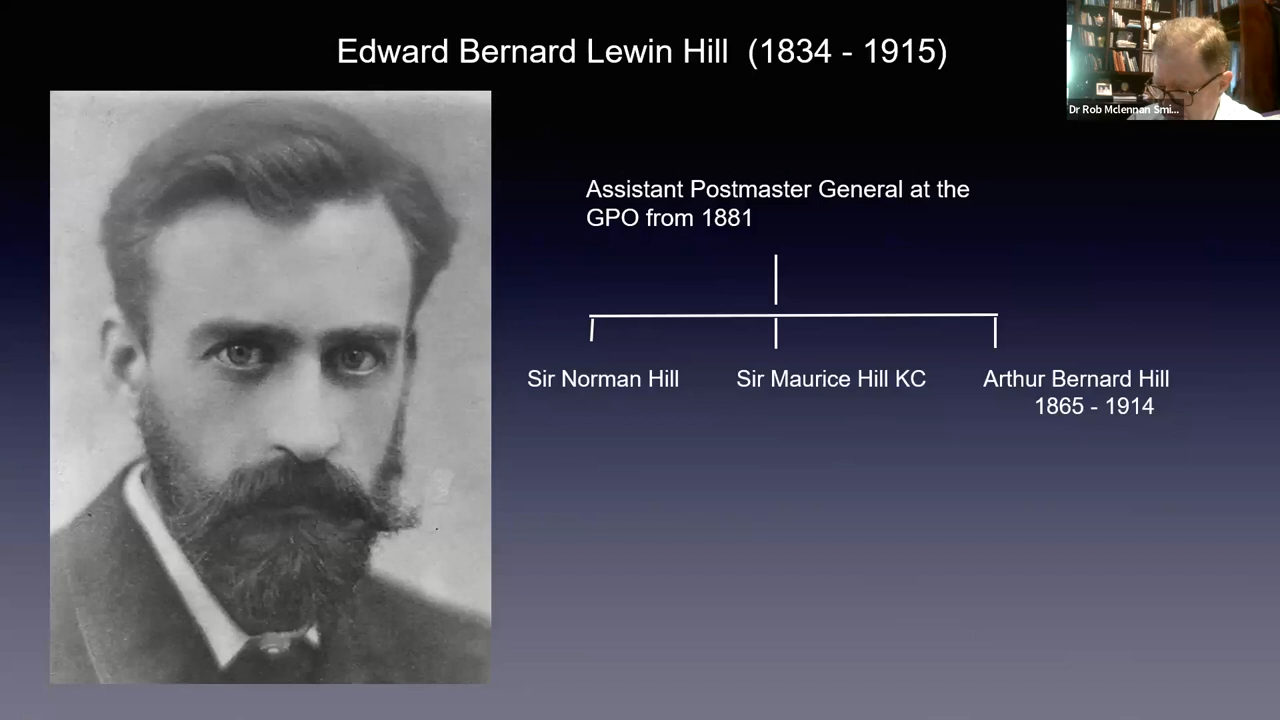 Edward Bernard Lewin Hill (1834 - 1915)
Dr Rob Mclennan Smi...
Assistant Postmaster General at the
GPO from 1881
Sir Norman Hill
Sir Maurice Hill KC
Arthur Bernard Hill
1865 - 1914